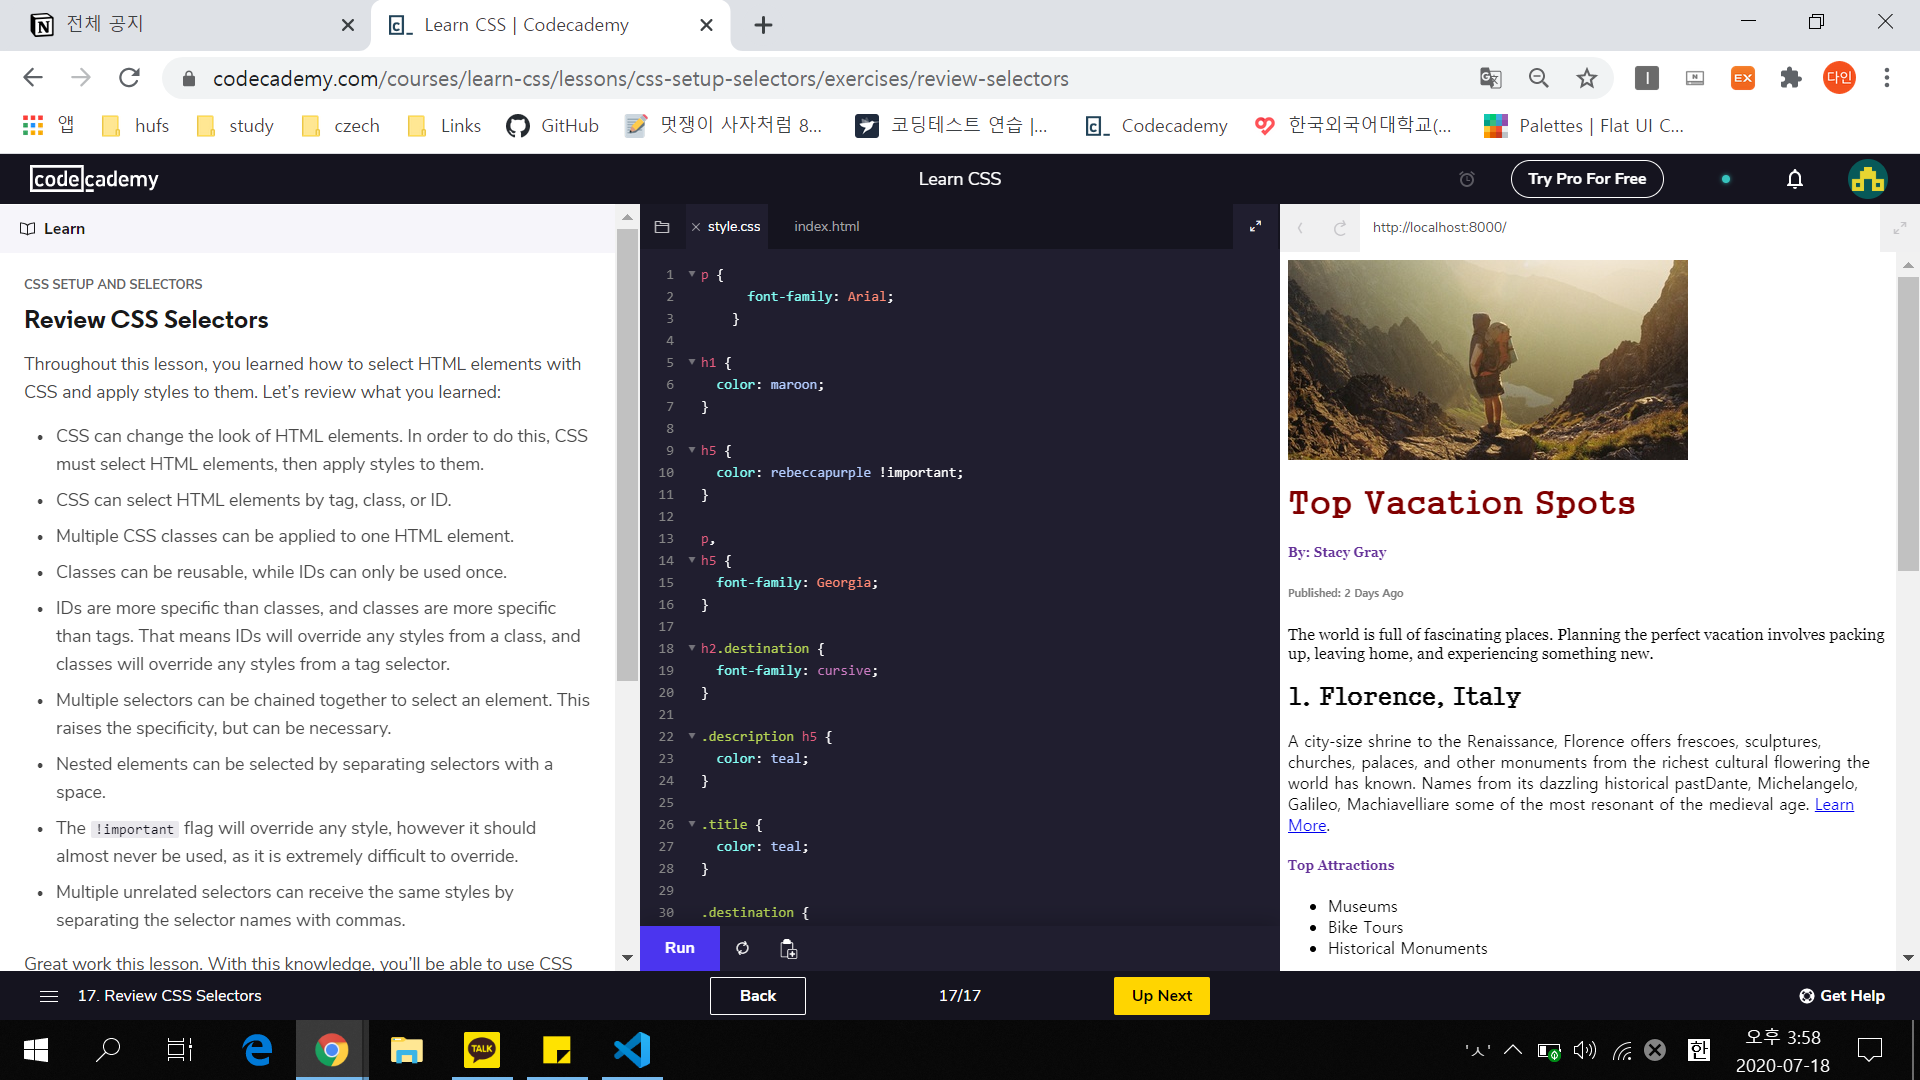 전체 공지
Learn CSS | Codecademy
codecademy.com/courses/learn-css/lessons/css-setup-selectors/exercises/review-selectors
EX
다인
앱
hufs
study
czech
Links
GitHub
멋쟁이 사자처럼 8...
코딩테스트 연습 |...
Codecademy
한국외국어대학교(...
Palettes | Flat UI C...
codecademy
Learn CSS
Try Pro For Free
Learn
CSS SETUP AND SELECTORS
Review CSS Selectors
Throughout this lesson, you learned how to select HTML elements with
CSS and apply styles to them. Let's review what you learned:
• CSS can change the look of HTML elements. In order to do this, CSS
must select HTML elements, then apply styles to them.
• CSS can select HTML elements by tag, class, or ID.
• Multiple CSS classes can be applied to one HTML element.
• Classes can be reusable, while IDs can only be used once.
• IDs are more specific than classes, and classes are more specific
than tags. That means IDs will override any styles from a class, and
classes will override any styles from a tag selector.
• Multiple selectors can be chained together to select an element. This
raises the specificity, but can be necessary.
• Nested elements can be selected by separating selectors with a
space.
• The !important flag will override any style, however it should
almost never be used, as it is extremely difficult to override.
• Multiple unrelated selectors can receive the same styles by
separating the selector names with commas.
Great work this lesson. With this knowledge, you'll be able to use CSS
style.css
index.html
1 p {
2 font-family: Arial;
3 }
4
5 h1 {
6 color: maroon;
7 }
8
9 h5 {
10 color: rebeccapurple !important;
11 }
12
13 p,
14 h5 {
15 font-family: Georgia;
16 }
17
18 h2.destination {
19 font-family: cursive;
20 }
21
22 .description h5 {
23 color: teal;
24 }
25
26 .title {
27 color: teal;
28 }
29
30 .destination {
Run
http://localhost:8000/
Top Vacation Spots
By: Stacy Gray
Published: 2 Days Ago
The world is full of fascinating places. Planning the perfect vacation involves packing
up, leaving home, and experiencing something new.
1. Florence, Italy
A city-size shrine to the Renaissance, Florence offers frescoes, sculptures,
churches, palaces, and other monuments from the richest cultural flowering the
world has known. Names from its dazzling historical pastDante, Michelangelo,
Galileo, Machiavelliare some of the most resonant of the medieval age. Learn
More.
Top Attractions
• Museums
• Bike Tours
• Historical Monuments
17. Review CSS Selectors
Back
17/17
Up Next
Get Help
TALK
'ㅅ'
한
오후 3:58
2020-07-18